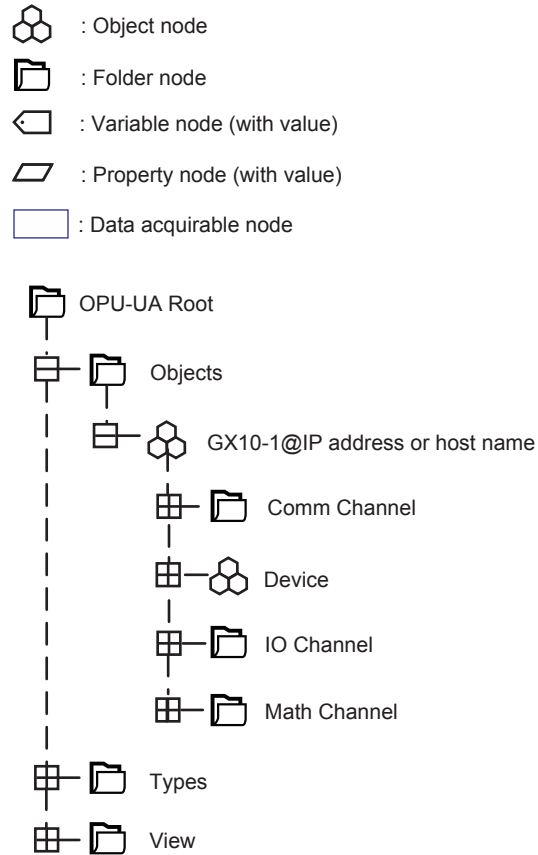 : Object node
: Folder node
: Variable node (with value)
: Property node (with value)
: Data acquirable node
OPU-UA Root
Objects
GX10-1@IP address or host name
Comm Channel
Device
IO Channel
Math Channel
Types
View